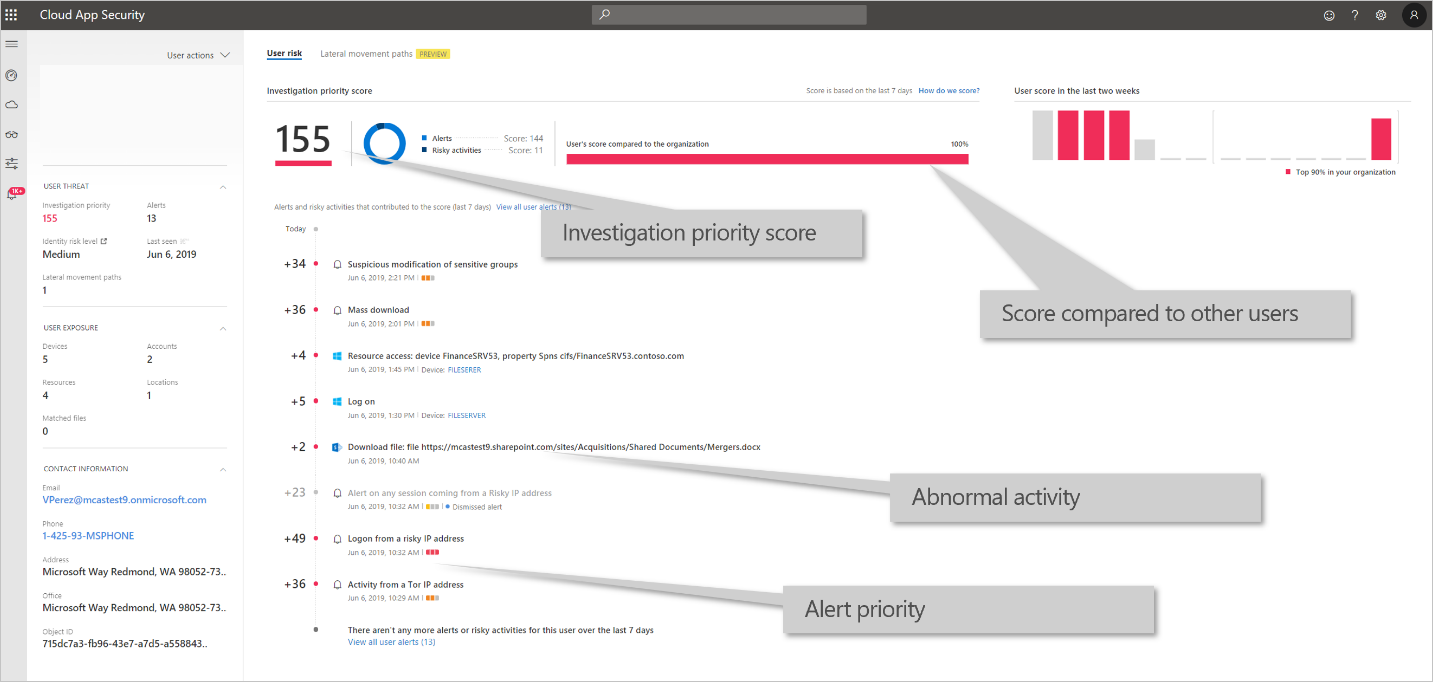 Cloud App Security
User actions
User risk
Lateral movement paths PREVIEW
Investigation priority score
Score is based on the last 7 days How do we score?
User score in the last two weeks
155
Alerts Score: 144
Risky activities Score: 11
User's score compared to the organization 100%
Top 90% in your organization
1K+
USER THREAT
Investigation priority Alerts
155 13
Identity risk level Last seen
Medium Jun 6, 2019
Lateral movement paths
1
USER EXPOSURE
Devices Accounts
5 2
Resources Locations
4 1
Matched files
0
CONTACT INFORMATION
Email
VPerez@mcastest9.onmicrosoft.com
Phone
1-425-93-MSPHONE
Address
Microsoft Way Redmond, WA 98052-73..
Office
Microsoft Way Redmond, WA 98052-73..
Object ID
715dc7a3-fb96-43e7-a7d5-a558843..
Alerts and risky activities that contributed to the score (last 7 days) View all user alerts (13)
Today
+34 Suspicious modification of sensitive groups
Jun 6, 2019, 2:21 PM
+36 Mass download
Jun 6, 2019, 2:01 PM
+4 Resource access: device FinanceSRV53, property Spns cifs/FinanceSRV53.contoso.com
Jun 6, 2019, 1:45 PM | Device: FILESERER
+5 Log on
Jun 6, 2019, 1:30 PM | Device: FILESERVER
+2 Download file: file https://mcastest9.sharepoint.com/sites/Acquisitions/Shared Documents/Mergers.docx
Jun 6, 2019, 10:40 AM
+23 Alert on any session coming from a Risky IP address
Jun 6, 2019, 10:32 AM | Dismissed alert
+49 Logon from a risky IP address
Jun 6, 2019, 10:32 AM
+36 Activity from a Tor IP address
Jun 6, 2019, 10:29 AM
There aren't any more alerts or risky activities for this user over the last 7 days
View all user alerts (13)
Investigation priority score
Score compared to other users
Abnormal activity
Alert priority